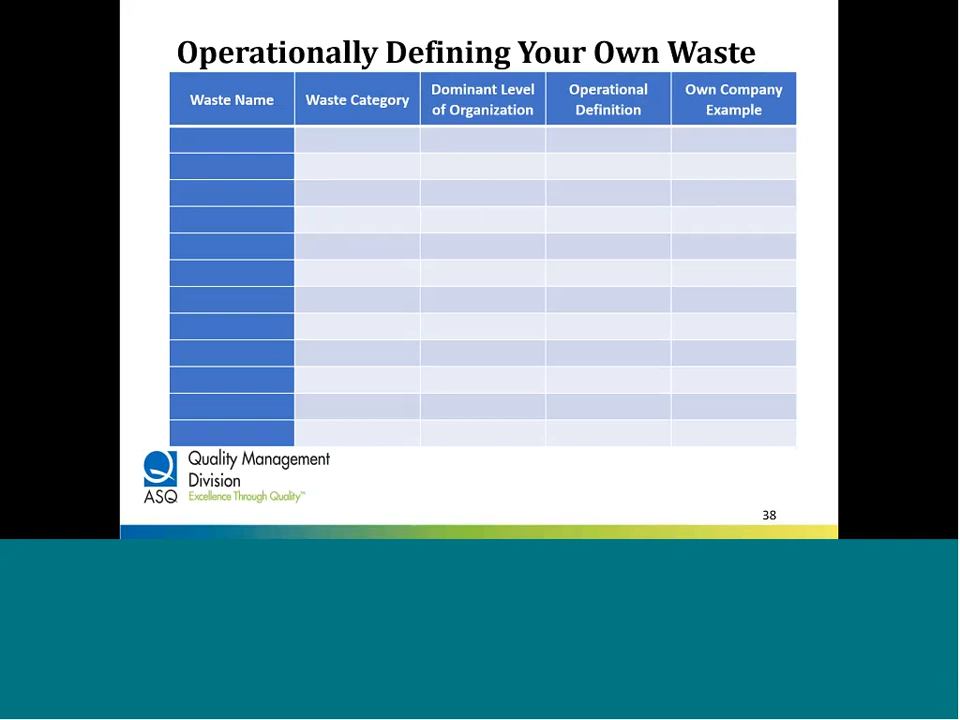 Operationally Defining Your Own Waste
Waste Name
Waste Category
Dominant Level
of Organization
Operational
Definition
Own Company
Example
Quality Management
Division
ASQ
Excellence Through Quality™
38